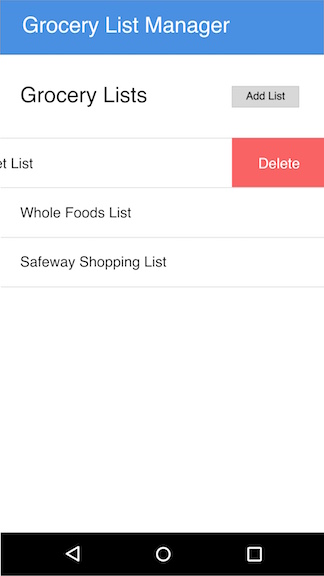 Grocery List Manager
Grocery Lists
Add List
et List
Delete
Whole Foods List
Safeway Shopping List